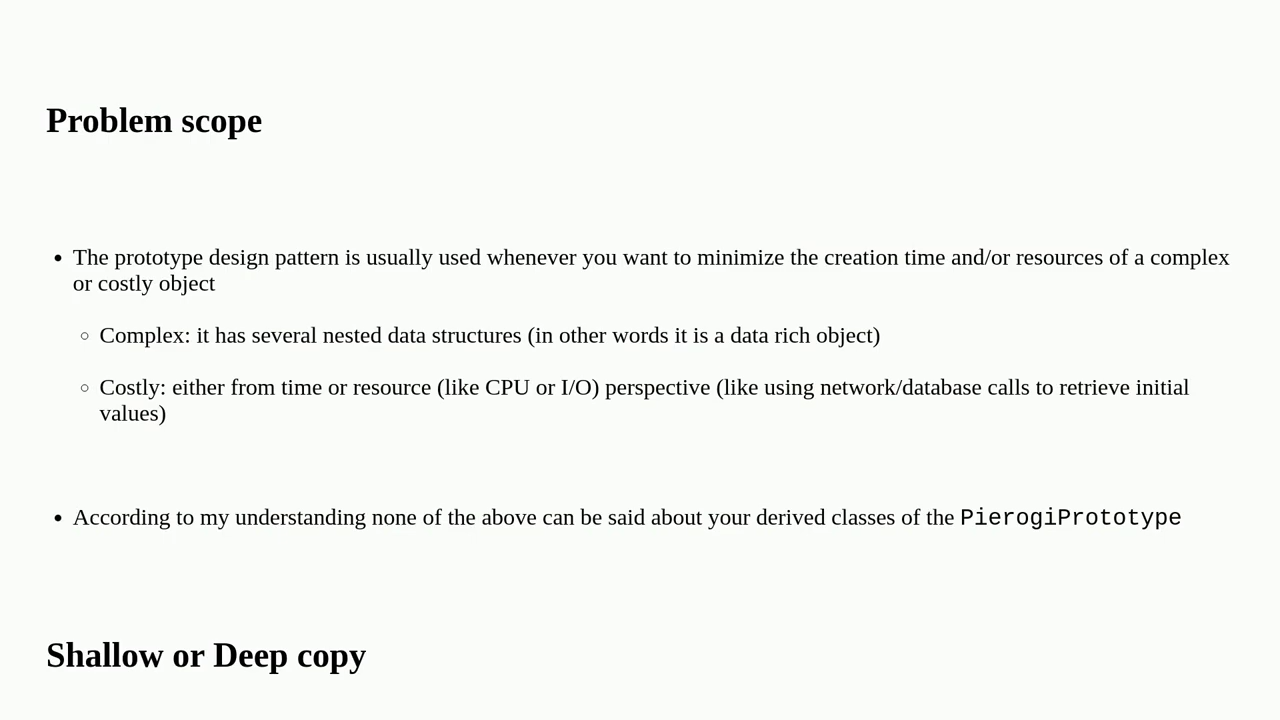 Problem scope
The prototype design pattern is usually used whenever you want to minimize the creation time and/or resources of a complex
or costly object
Complex: it has several nested data structures (in other words it is a data rich object)
Costly: either from time or resource (like CPU or I/O) perspective (like using network/database calls to retrieve initial
values)
According to my understanding none of the above can be said about your derived classes of the PierogiPrototype
Shallow or Deep copy